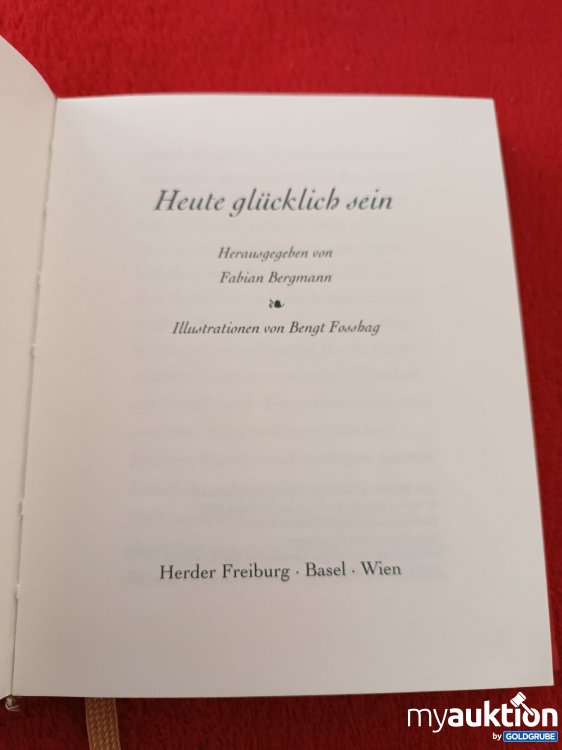 Heute glücklich sein
Herausgegeben von
Fabian Bergmann
Illustrationen von Bengt Fosshag
Herder Freiburg · Basel · Wien
myauktion
by GOLDGRUBE